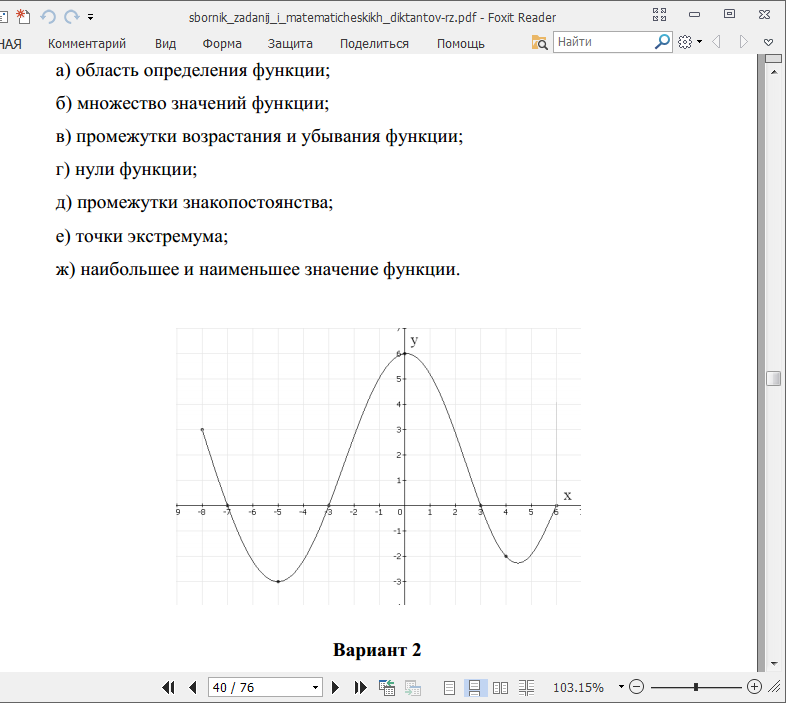 sbornik_zadanij_i_matematicheskikh_diktantov-rz.pdf - Foxit Reader
НАЯ Комментарий Вид Форма Защита Поделиться Помощь Найти
а) область определения функции;
б) множество значений функции;
в) промежутки возрастания и убывания функции;
г) нули функции;
д) промежутки знакопостоянства;
е) точки экстремума;
ж) наибольшее и наименьшее значение функции.
7
y
6
5
4
3
2
1
x
9 -8 -7 -6 -5 -4 -3 -2 -1 0 1 2 3 4 5 6
-1
-2
-3
Вариант 2
40 / 76 103.15%